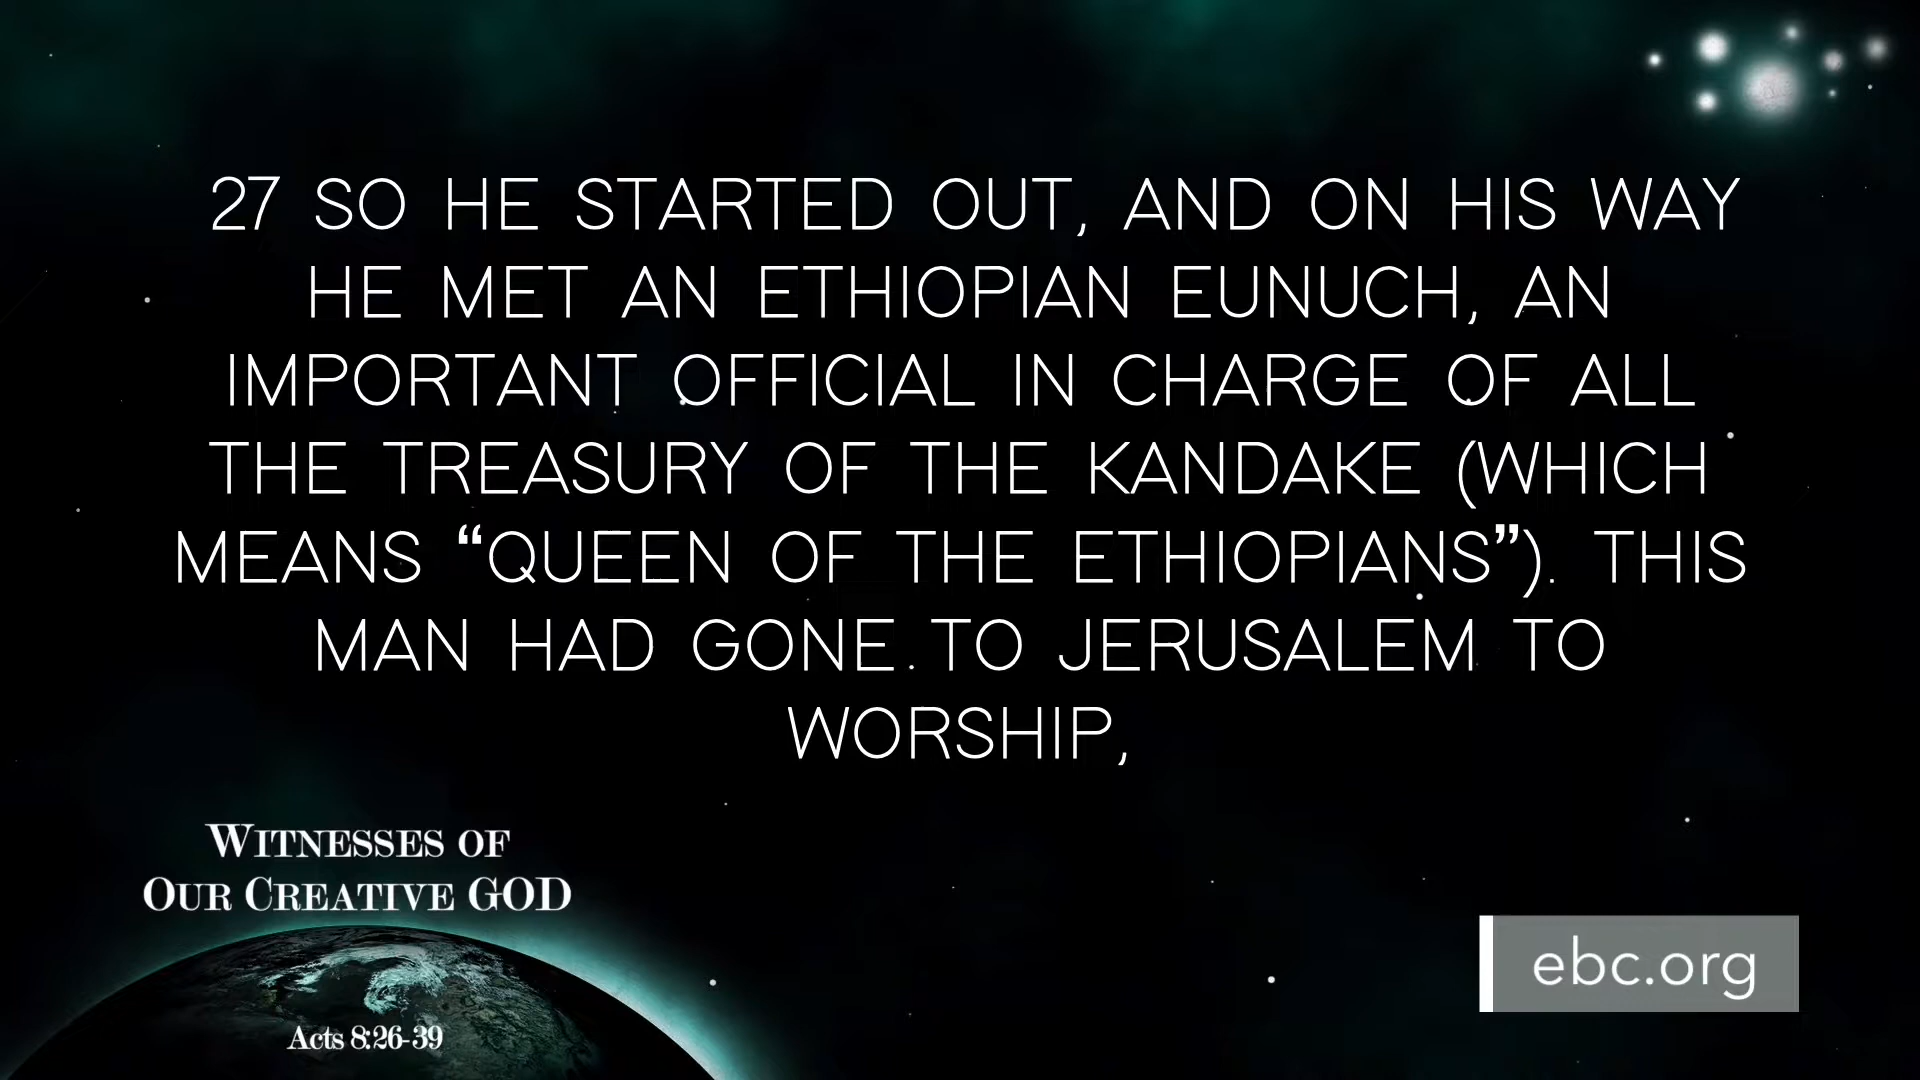 27 SO HE STARTED OUT, AND ON HIS WAY
HE MET AN ETHIOPIAN EUNUCH, AN
IMPORTANT OFFICIAL IN CHARGE OF ALL
THE TREASURY OF THE KANDAKE (WHICH
MEANS “QUEEN OF THE ETHIOPIANS”). THIS
MAN HAD GONE TO JERUSALEM TO
WORSHIP,
WITNESSES OF
OUR CREATIVE GOD
Acts 8:26-39
ebc.org